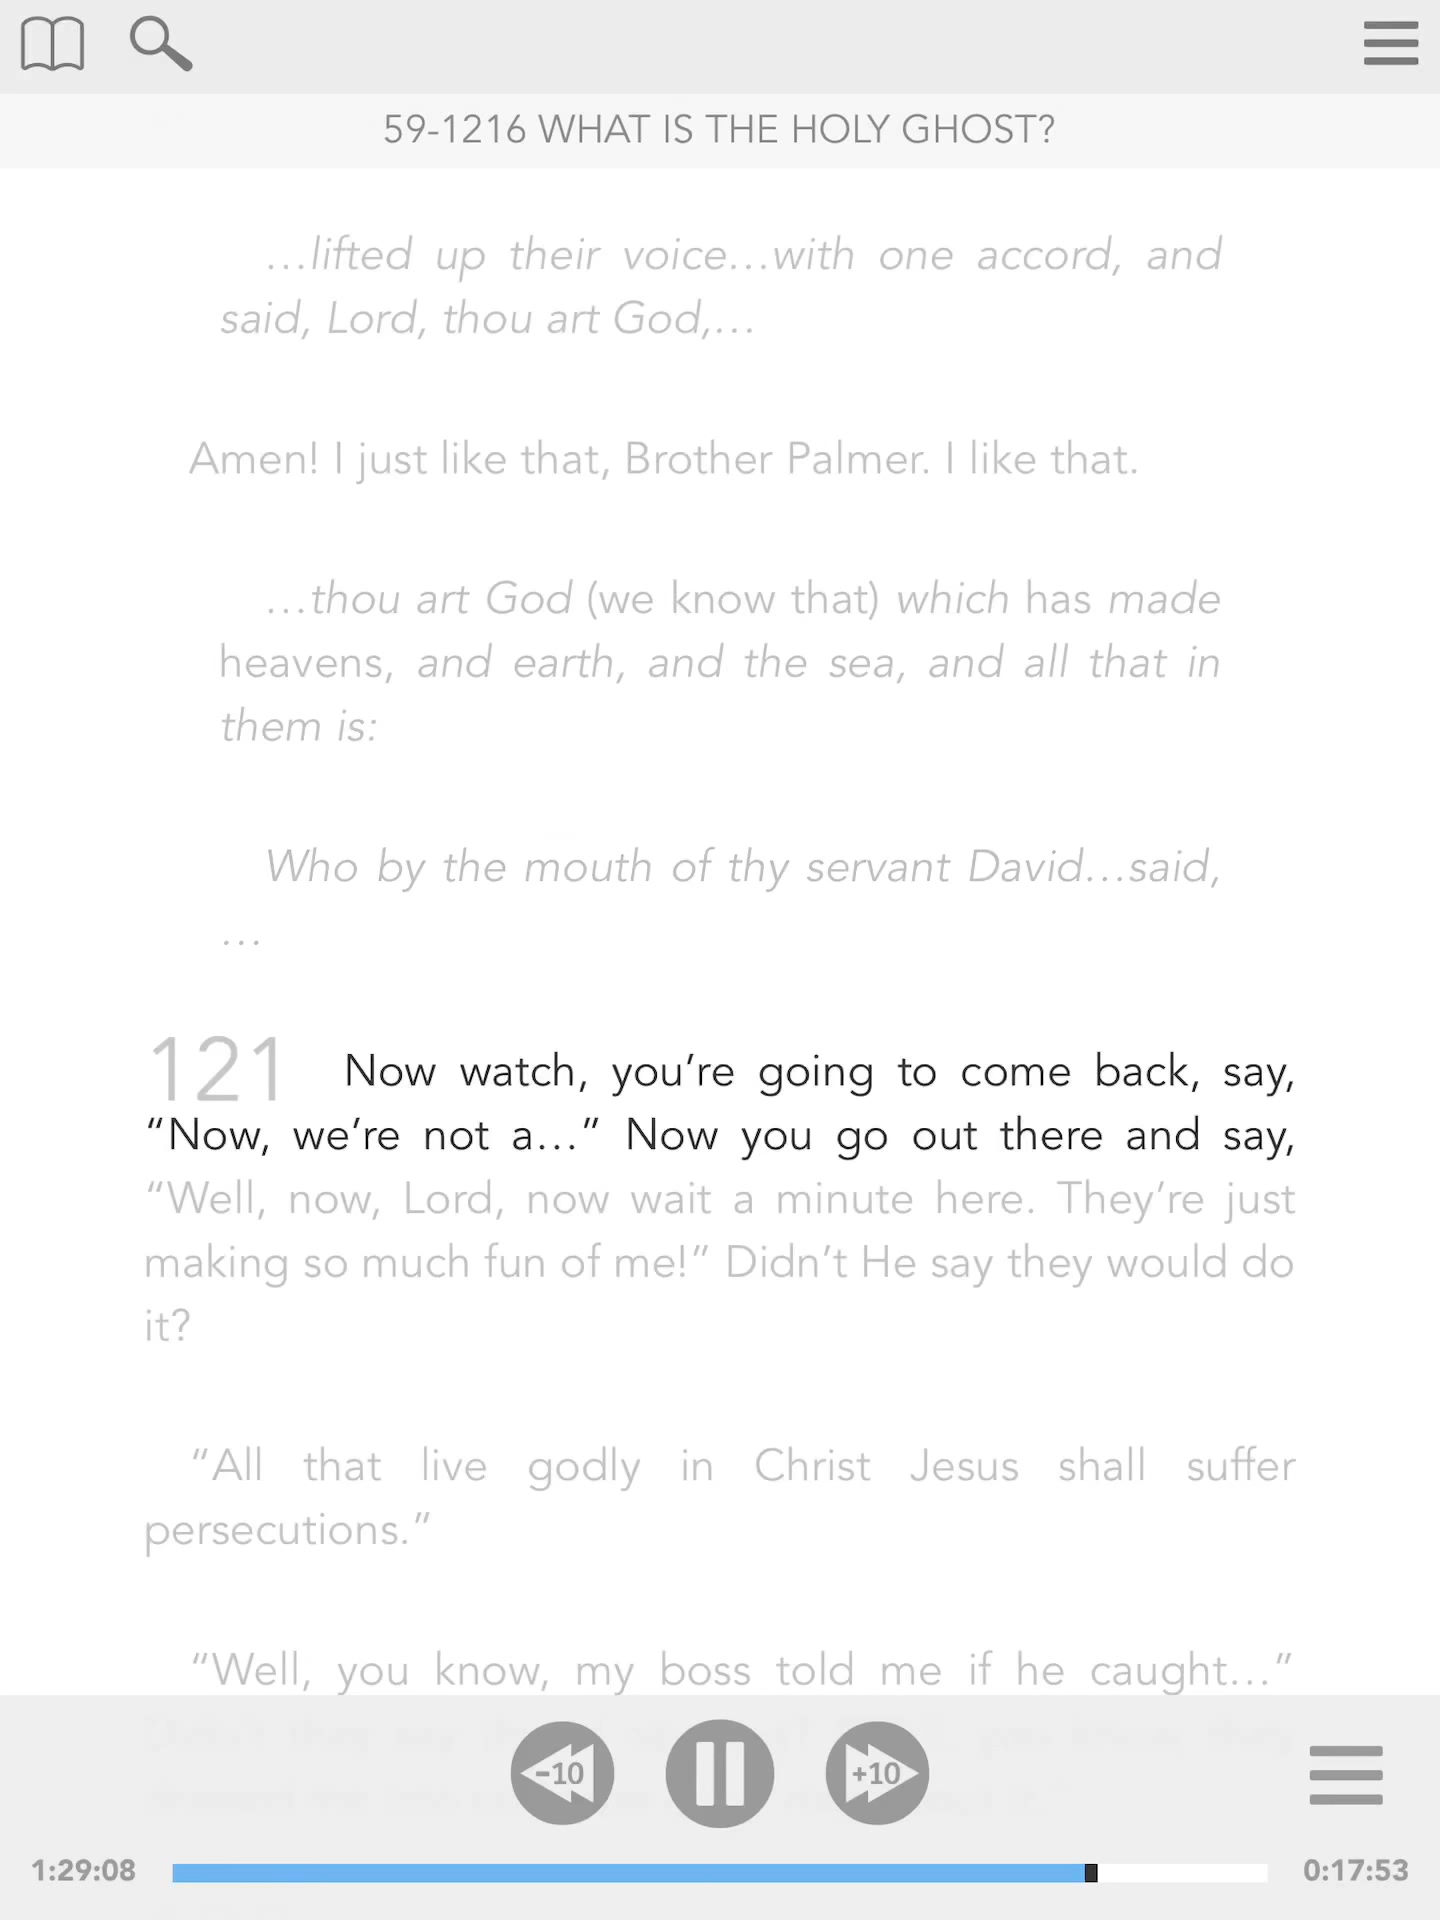 59-1216 WHAT IS THE HOLY GHOST?
…lifted up their voice…with one accord, and
said, Lord, thou art God,…
Amen! I just like that, Brother Palmer. I like that.
…thou art God (we know that) which has made
heavens, and earth, and the sea, and all that in
them is:
Who by the mouth of thy servant David…said,
…
121 Now watch, you’re going to come back, say,
“Now, we’re not a…” Now you go out there and say,
“Well, now, Lord, now wait a minute here. They’re just
making so much fun of me!” Didn’t He say they would do
it?
“All that live godly in Christ Jesus shall suffer
persecutions.”
“Well, you know, my boss told me if he caught…”
-10 +10
1:29:08 0:17:53